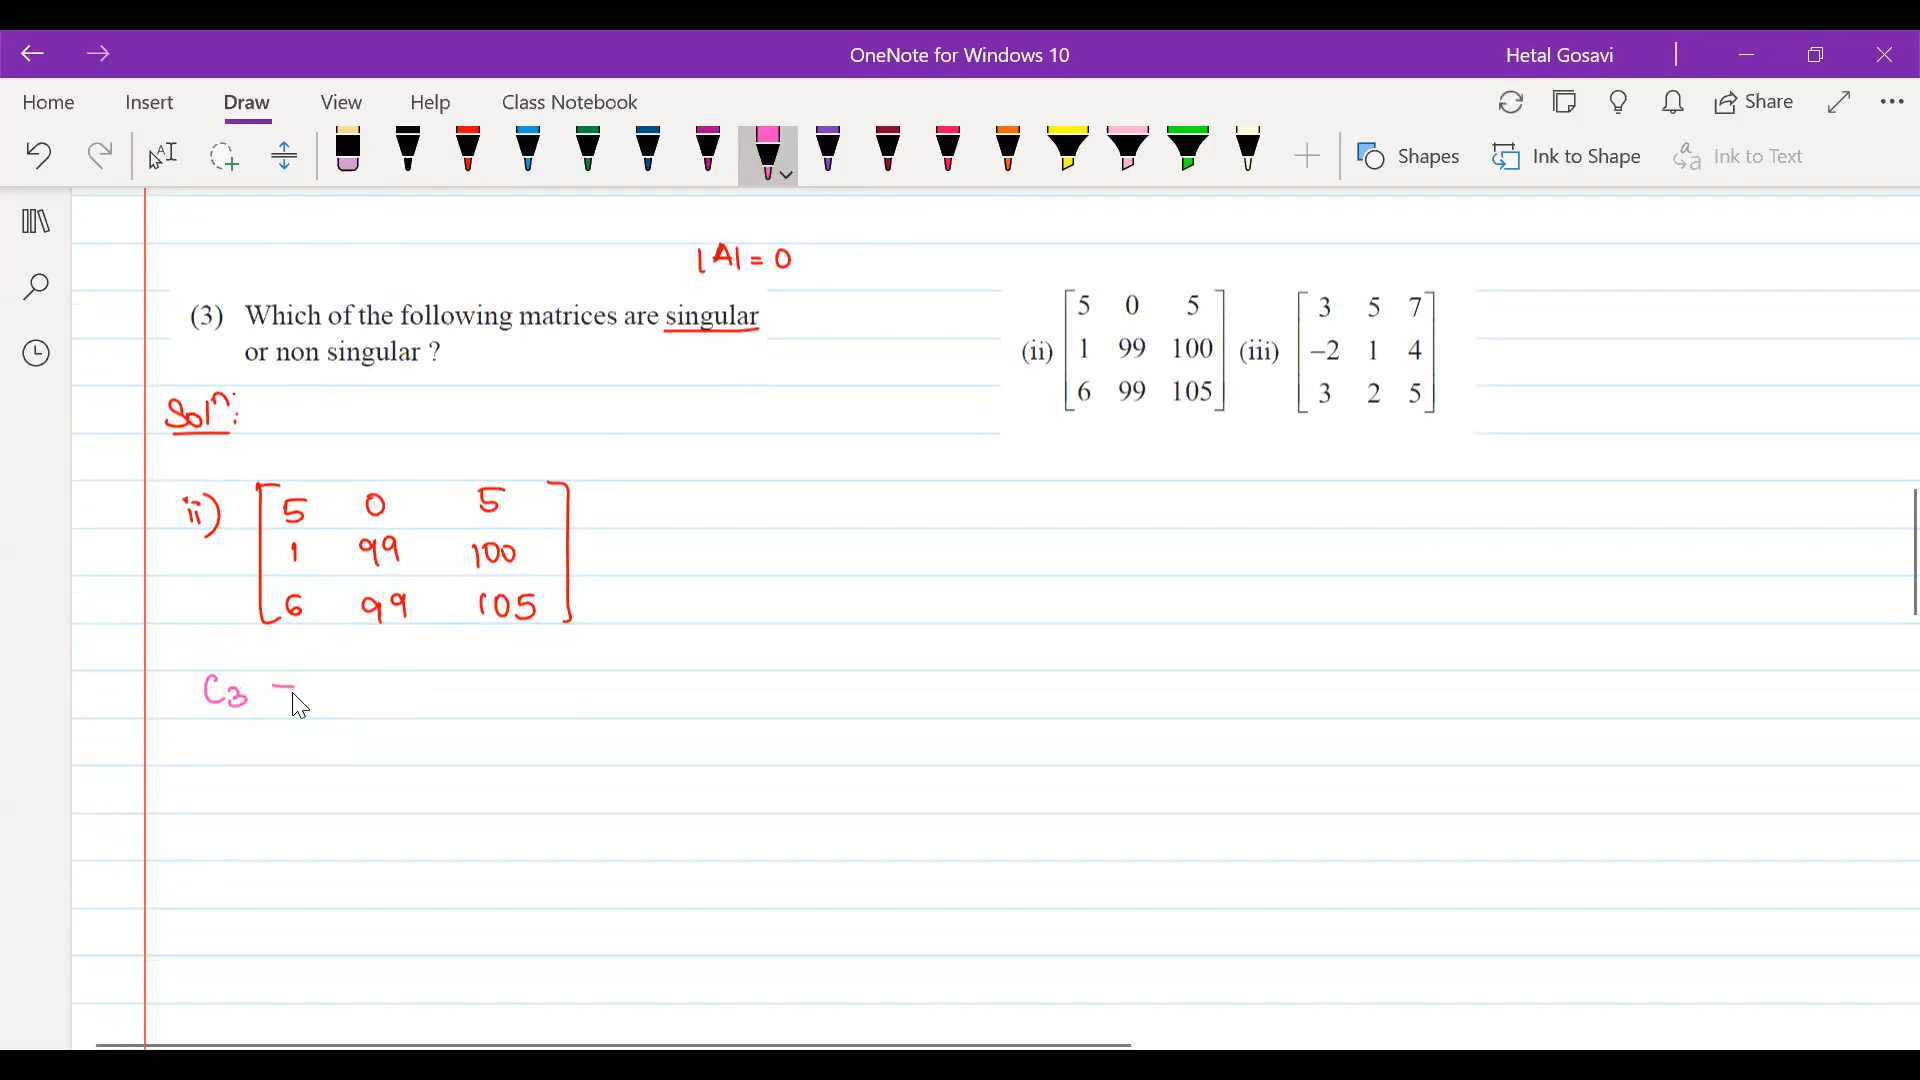 OneNote for Windows 10
Hetal Gosavi
Home Insert Draw View Help Class Notebook
Share
Shapes Ink to Shape Ink to Text
|A| = 0
(3) Which of the following matrices are singular
or non singular ?
(ii) 5 0 5
1 99 100
6 99 105
(iii) 3 5 7
−2 1 4
3 2 5
Solⁿ:
ii) 5 0 5
1 99 100
6 99 105
C₃ –